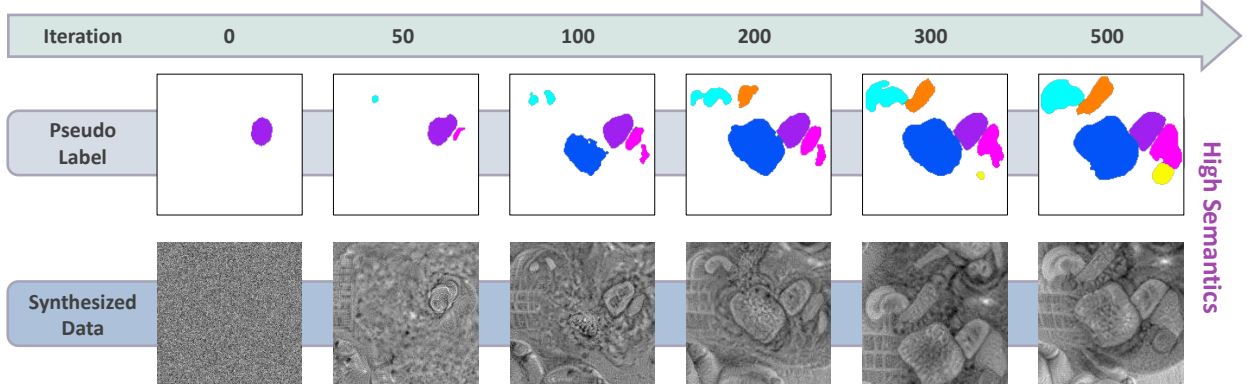 Iteration 0 50 100 200 300 500
Pseudo
Label
High Semantics
Synthesized
Data